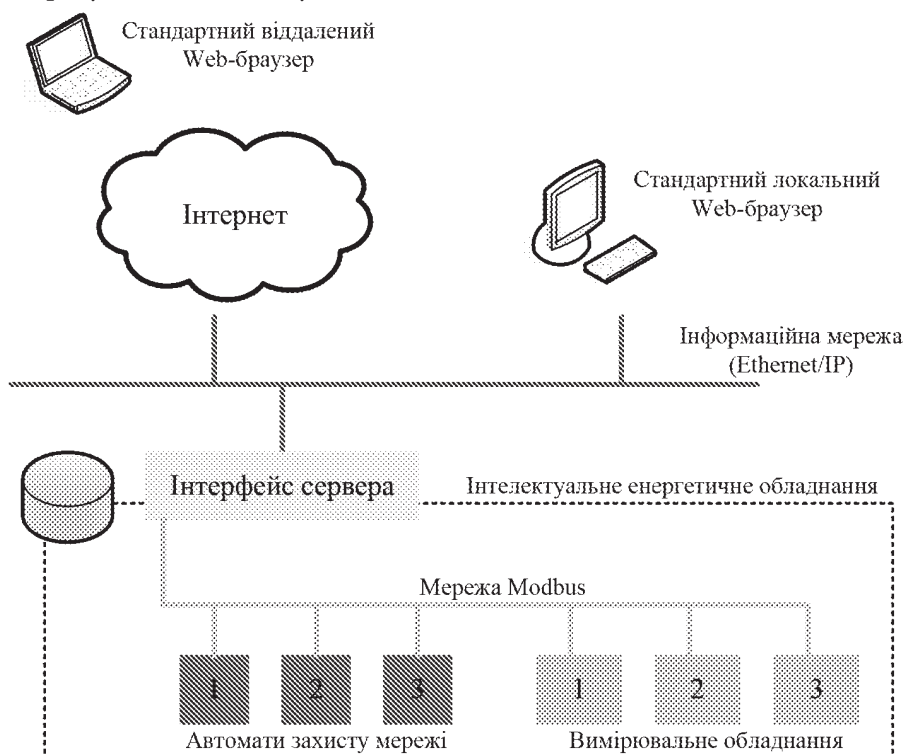 Стандартний віддалений
Web-браузер
Інтернет
Стандартний локальний
Web-браузер
Інформаційна мережа
(Ethernet/IP)
Інтерфейс сервера
Інтелектуальне енергетичне обладнання
Мережа Modbus
1 2 3 1 2 3
Автомати захисту мережі Вимірювальне обладнання